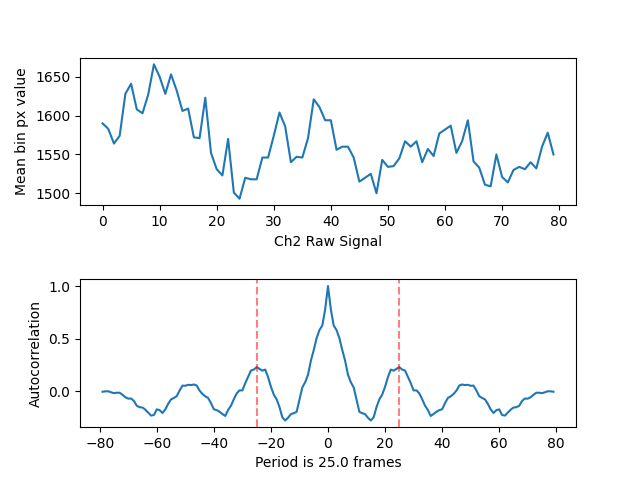 1650
1600
1550
1500
Mean bin px value
0 10 20 30 40 50 60 70 80
Ch2 Raw Signal
1.0
0.5
0.0
Autocorrelation
−80 −60 −40 −20 0 20 40 60 80
Period is 25.0 frames